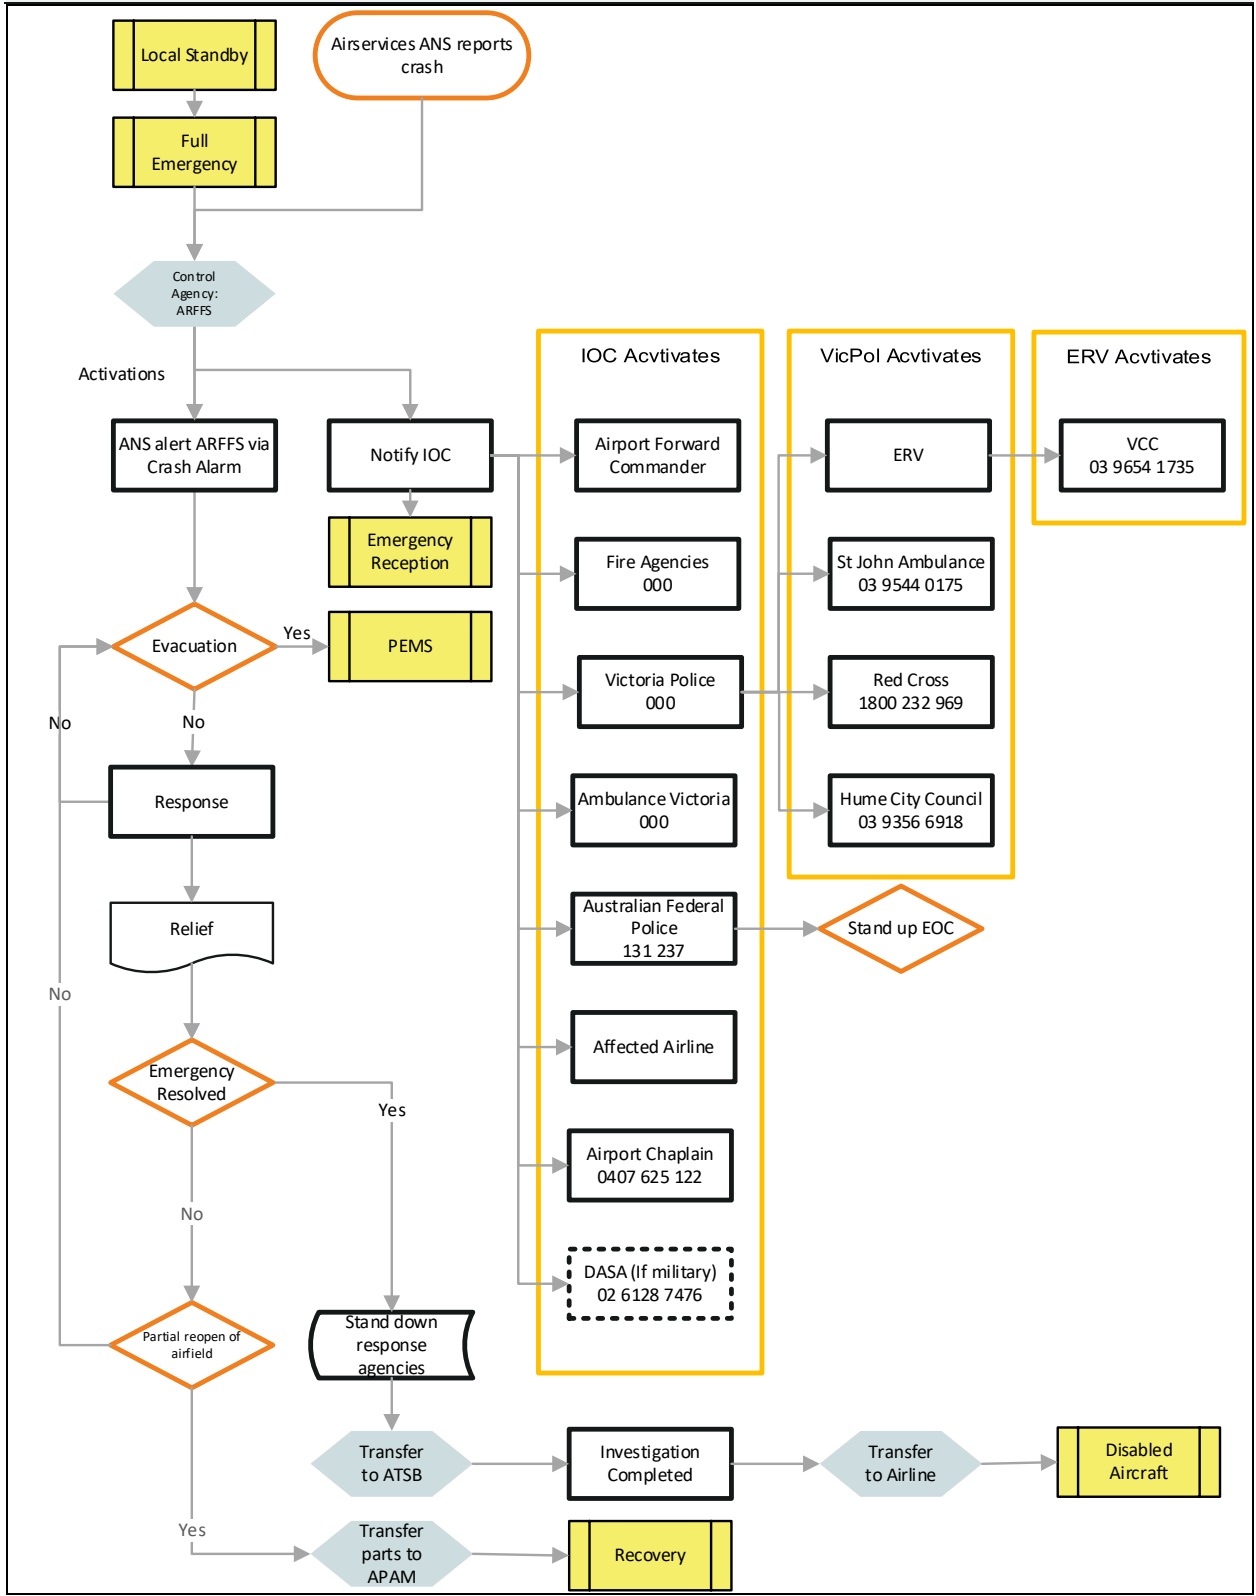 Local Standby
Airservices ANS reports
crash
Full
Emergency
Control
Agency:
ARFFS
Activations
IOC Acvtivates
VicPol Acvtivates
ERV Acvtivates
ANS alert ARFFS via
Crash Alarm
Notify IOC
Airport Forward
Commander
ERV
VCC
03 9654 1735
Emergency
Reception
Fire Agencies
000
St John Ambulance
03 9544 0175
Evacuation
Yes
PEMS
Victoria Police
000
Red Cross
1800 232 969
No
No
Response
Ambulance Victoria
000
Hume City Council
03 9356 6918
Relief
Australian Federal
Police
131 237
Stand up EOC
No
Emergency
Resolved
Yes
Affected Airline
Airport Chaplain
0407 625 122
No
DASA (If military)
02 6128 7476
Partial reopen of
airfield
Stand down
response
agencies
Transfer
to ATSB
Investigation
Completed
Transfer
to Airline
Disabled
Aircraft
Yes
Transfer
parts to
APAM
Recovery